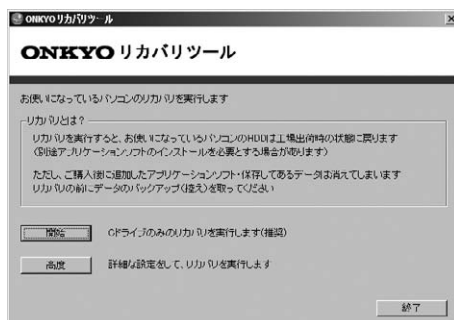 ONKYO リカバリツール
ONKYO リカバリツール
お使いになっているパソコンのリカバリを実行します
リカバリとは？
リカバリを実行すると、お使いになっているパソコンのHDDは工場出荷時の状態に戻ります
(別途アプリケーションソフトのインストールを必要とする場合が有ります)
ただし、ご購入後に追加したアプリケーションソフト・保存してあるデータは消えてしまいます
リカバリの前にデータのバックアップ(控え)を取ってください
開始
Cドライブのみのリカバリを実行します(推奨)
高度
詳細な設定をして、リカバリを実行します
終了